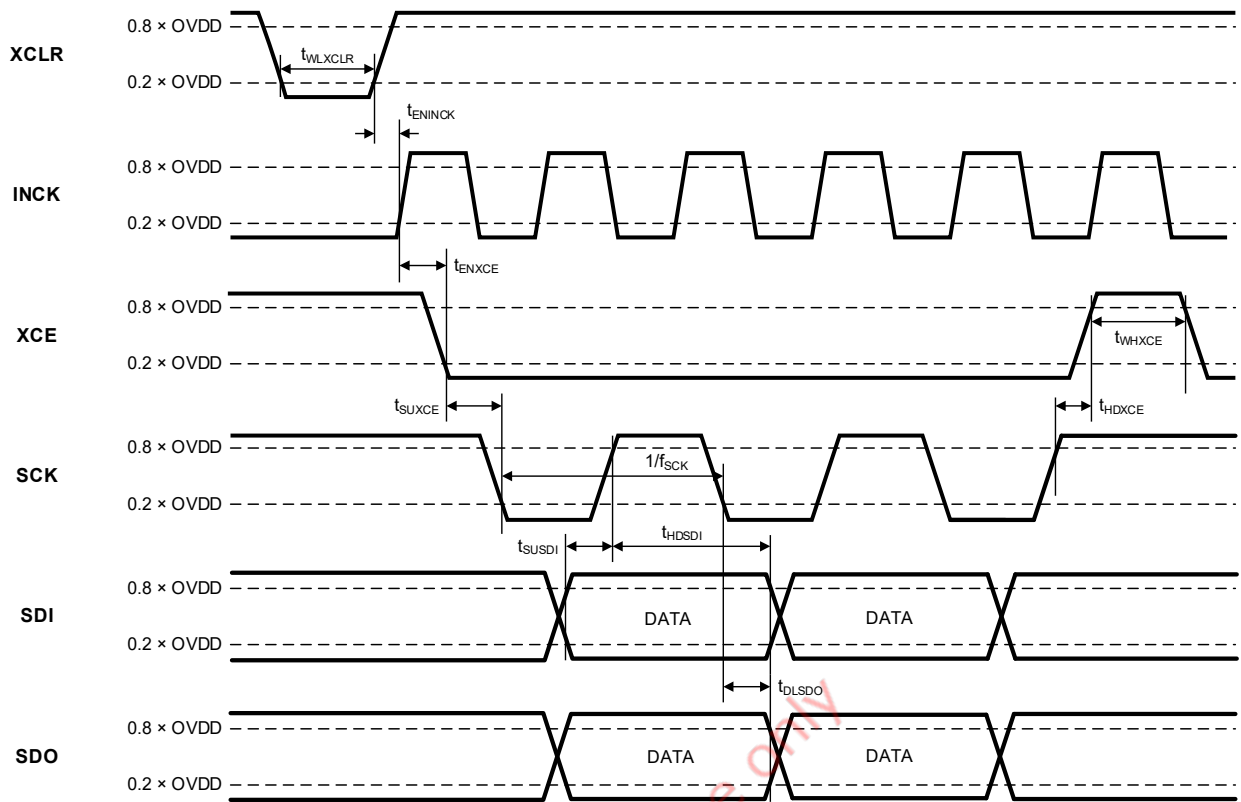 0.8 × OVDD
XCLR
tWLXCLR
0.2 × OVDD
tENINCK
0.8 × OVDD
INCK
0.2 × OVDD
tENXCE
0.8 × OVDD
XCE
tWHXCE
0.2 × OVDD
tSUXCE
tHDXCE
0.8 × OVDD
1/fSCK
SCK
0.2 × OVDD
tSUSDI
tHDSDI
0.8 × OVDD
SDI
DATA
DATA
0.2 × OVDD
tDLSDO
0.8 × OVDD
SDO
DATA
DATA
0.2 × OVDD
e only